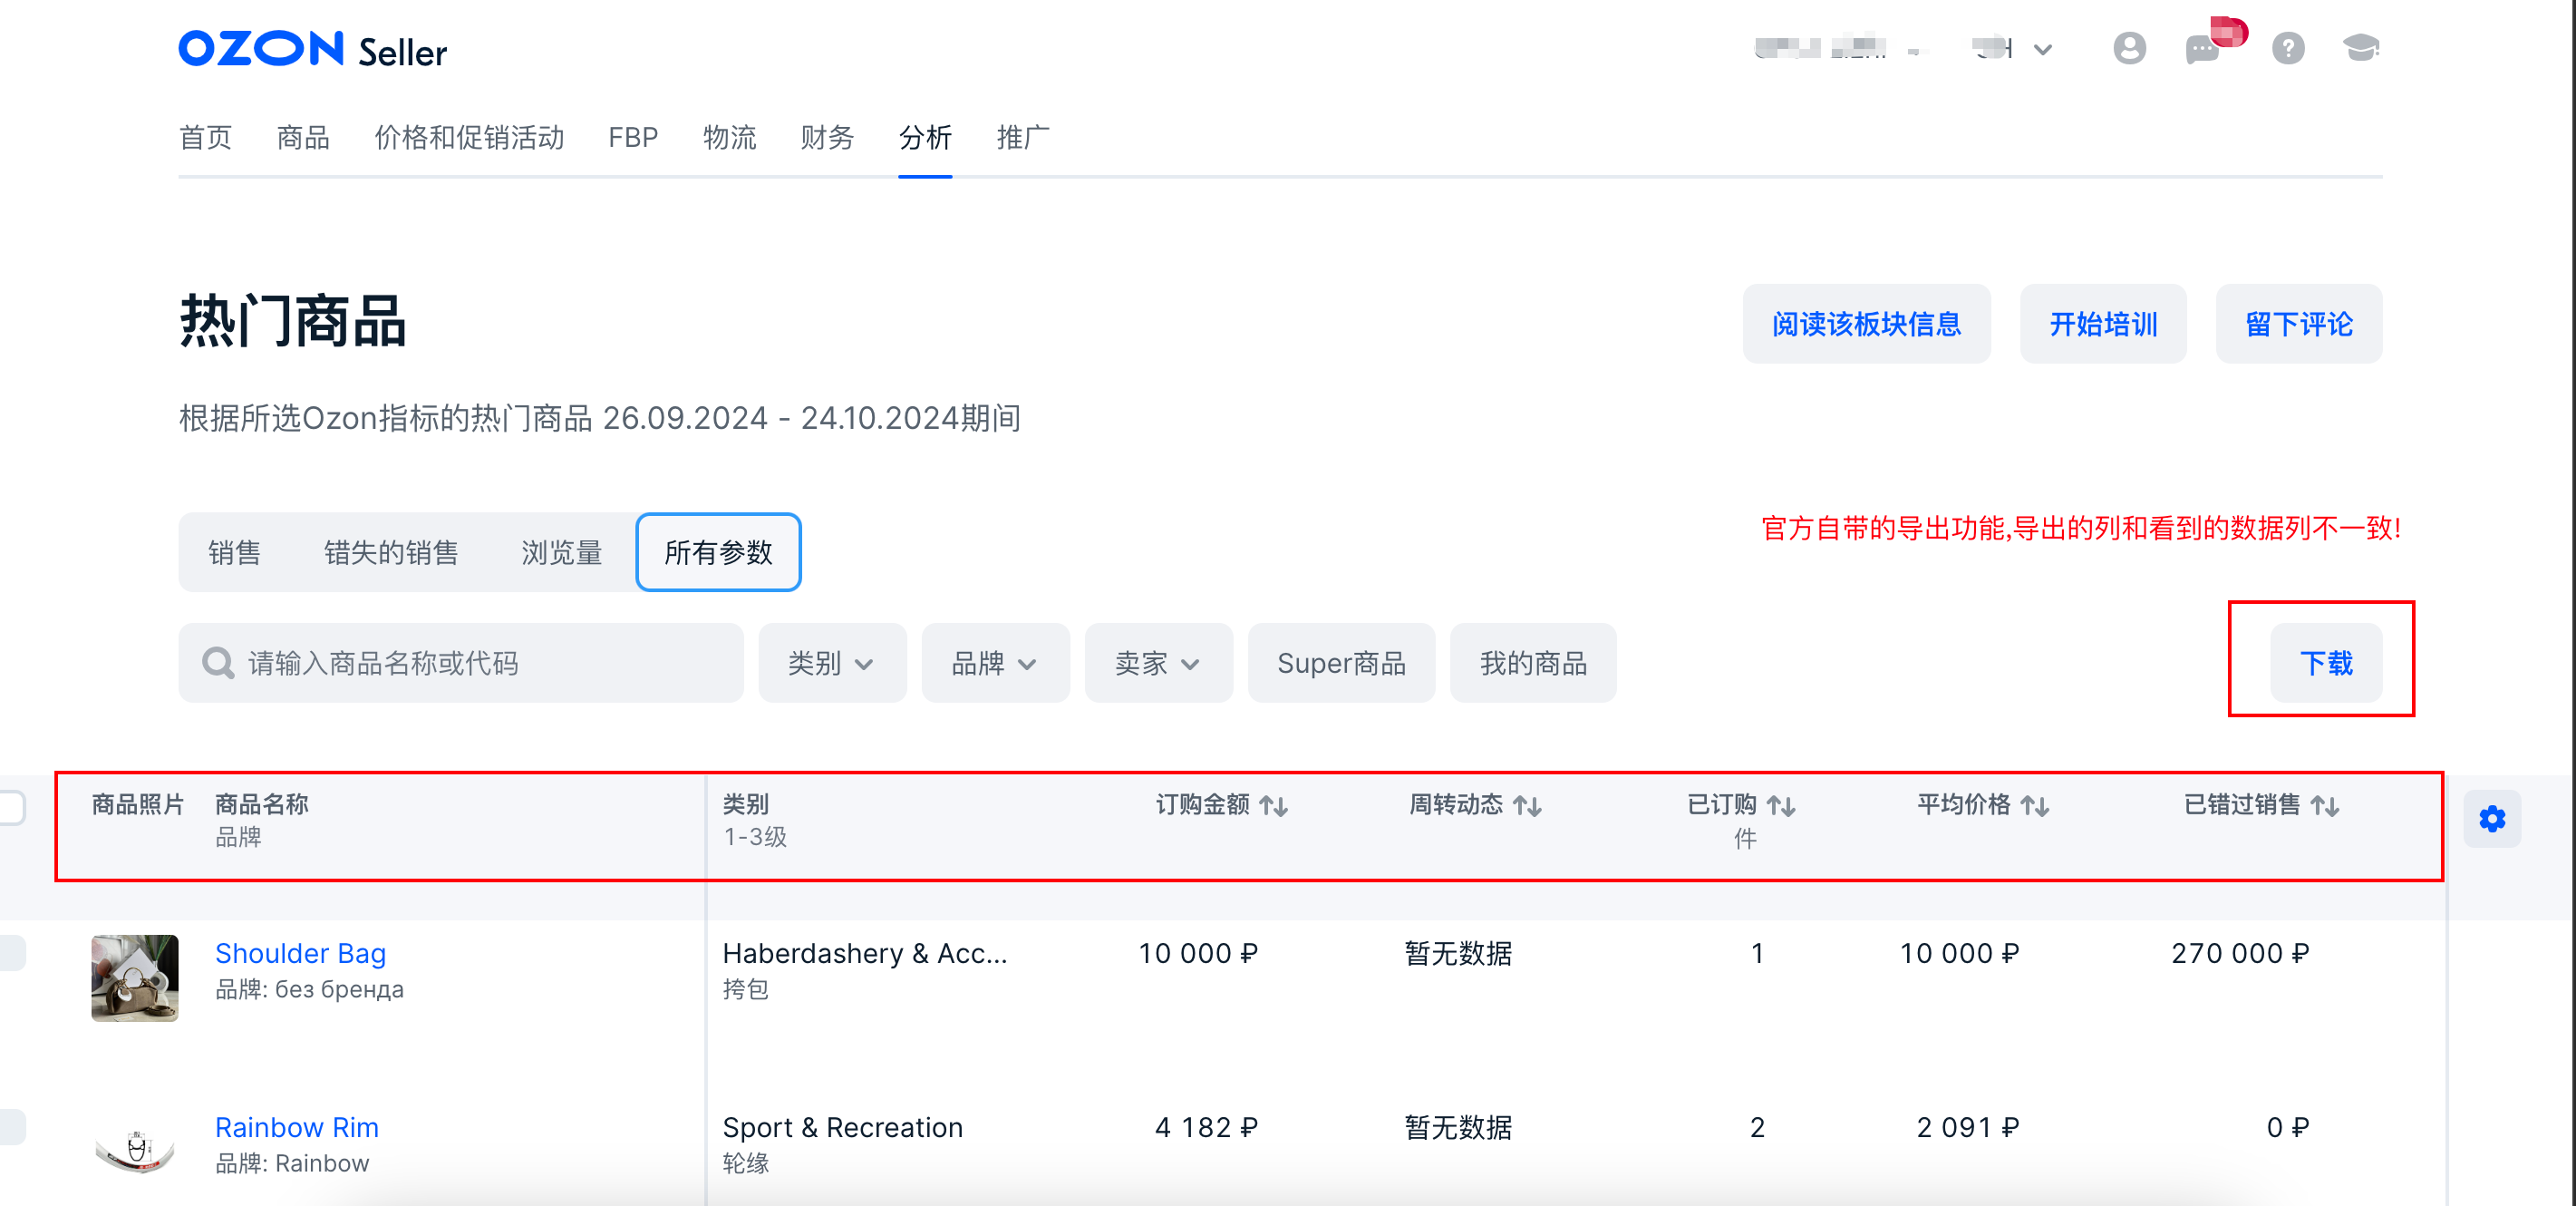 OZON Seller
首页 商品 价格和促销活动 FBP 物流 财务 分析 推广
热门商品
阅读该板块信息 开始培训 留下评论
根据所选Ozon指标的热门商品 26.09.2024 - 24.10.2024期间
官方自带的导出功能,导出的列和看到的数据列不一致!
销售 错失的销售 浏览量 所有参数
请输入商品名称或代码 类别 品牌 卖家 Super商品 我的商品 下载
商品照片 商品名称 类别 订购金额 周转动态 已订购 平均价格 已错过销售
品牌 1-3级 件
Shoulder Bag Haberdashery & Acc... 10 000 ₽ 暂无数据 1 10 000 ₽ 270 000 ₽
品牌: без бренда 挎包
Rainbow Rim Sport & Recreation 4 182 ₽ 暂无数据 2 2 091 ₽ 0 ₽
品牌: Rainbow 轮缘